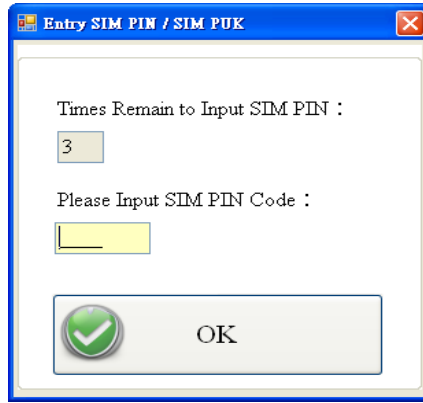 Entry SIM PIN / SIM PUK
Times Remain to Input SIM PIN：
3
Please Input SIM PIN Code：
OK